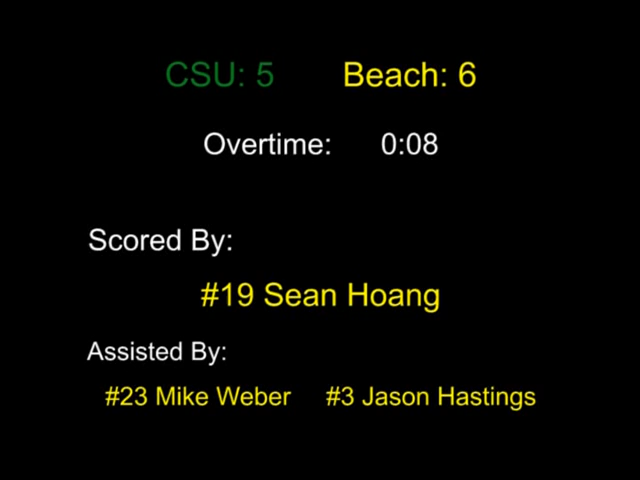 CSU: 5 Beach: 6
Overtime: 0:08
Scored By:
#19 Sean Hoang
Assisted By:
#23 Mike Weber #3 Jason Hastings